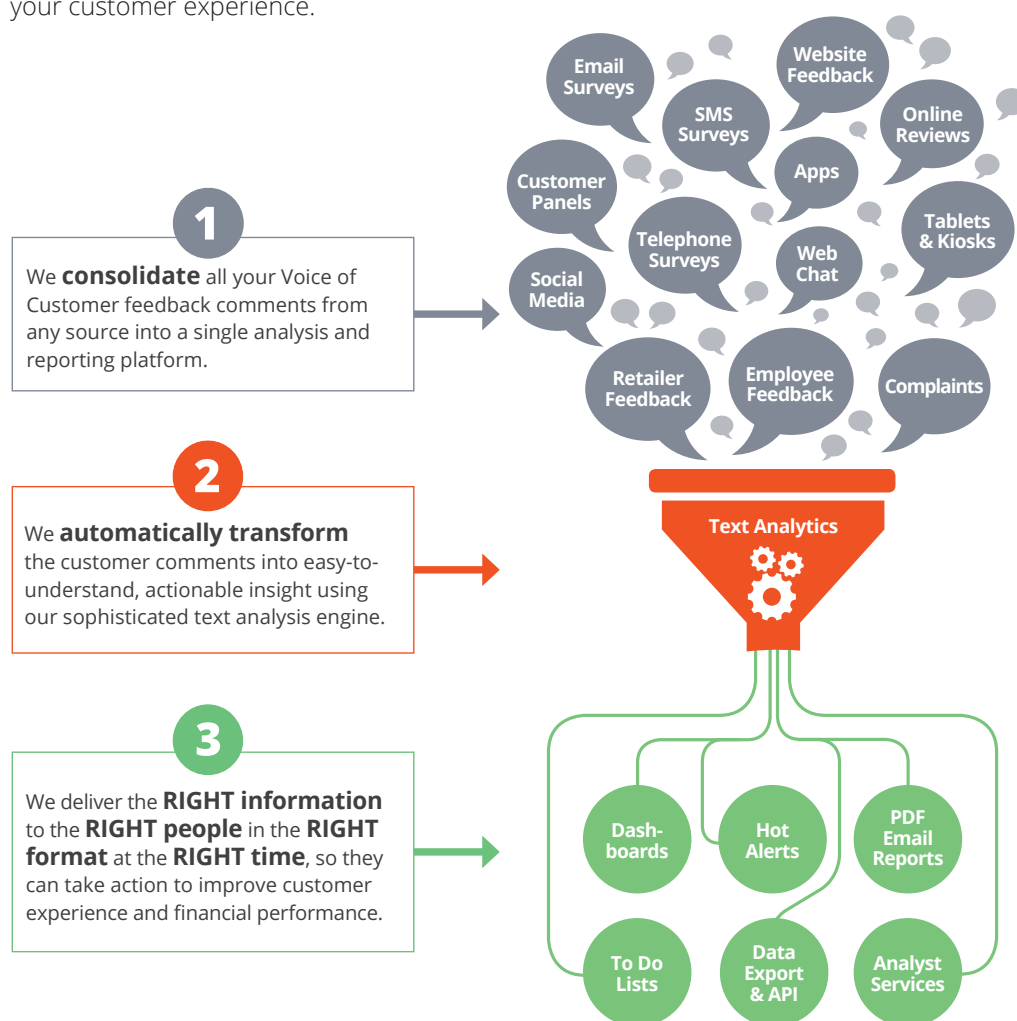 your customer experience.
1
We consolidate all your Voice of
Customer feedback comments from
any source into a single analysis and
reporting platform.
2
We automatically transform
the customer comments into easy-to-
understand, actionable insight using
our sophisticated text analysis engine.
3
We deliver the RIGHT information
to the RIGHT people in the RIGHT
format at the RIGHT time, so they
can take action to improve customer
experience and financial performance.
Email
Surveys
Website
Feedback
SMS
Surveys
Online
Reviews
Customer
Panels
Apps
Telephone
Surveys
Web
Chat
Tablets
& Kiosks
Social
Media
Retailer
Feedback
Employee
Feedback
Complaints
Text Analytics
Dash-
boards
Hot
Alerts
PDF
Email
Reports
To Do
Lists
Data
Export
& API
Analyst
Services